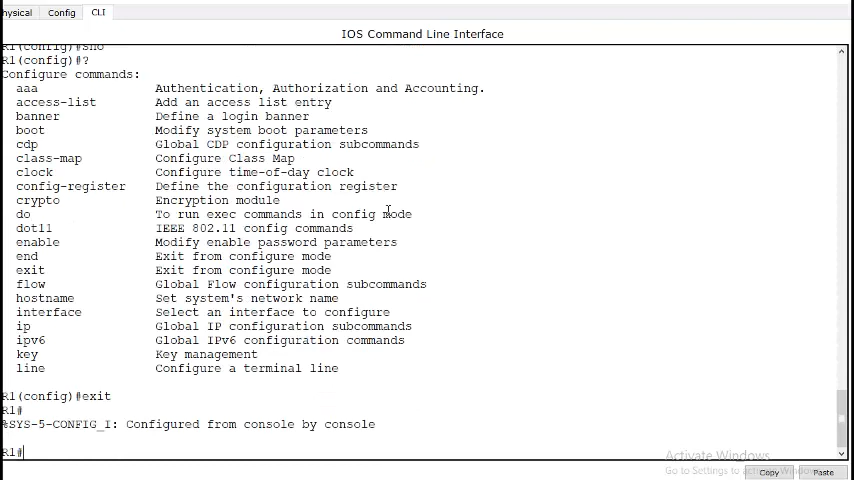 hysical Config CLI
IOS Command Line Interface
R1(config)#sho
R1(config)#?
Configure commands:
aaa Authentication, Authorization and Accounting.
access-list Add an access list entry
banner Define a login banner
boot Modify system boot parameters
cdp Global CDP configuration subcommands
class-map Configure Class Map
clock Configure time-of-day clock
config-register Define the configuration register
crypto Encryption module
do To run exec commands in config mode
dot11 IEEE 802.11 config commands
enable Modify enable password parameters
end Exit from configure mode
exit Exit from configure mode
flow Global Flow configuration subcommands
hostname Set system's network name
interface Select an interface to configure
ip Global IP configuration subcommands
ipv6 Global IPv6 configuration commands
key Key management
line Configure a terminal line
R1(config)#exit
R1#
%SYS-5-CONFIG_I: Configured from console by console
R1#
Activate Windows
Go to Settings to activate Windows.
Copy Paste